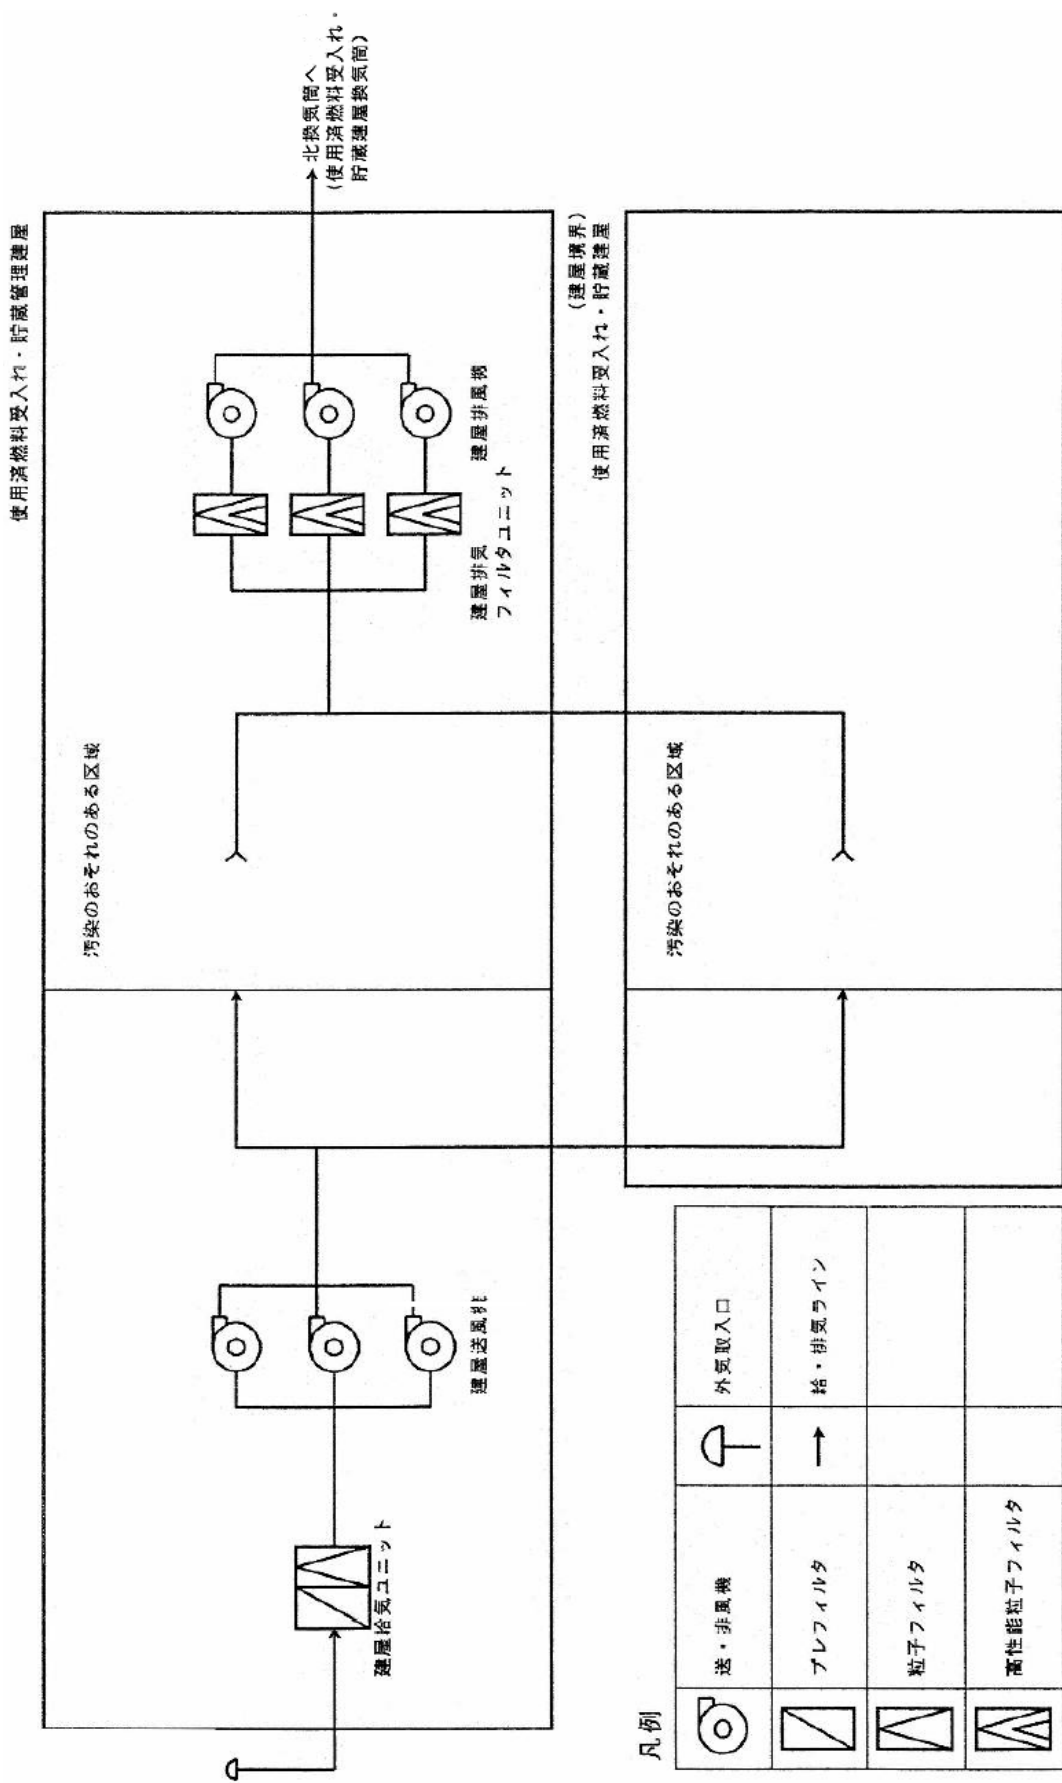 使用済燃料受入れ・貯蔵管理建屋
北換気筒へ
(使用済燃料受入れ・
貯蔵建屋換気筒)
汚染のおそれのある区域
建屋給気ユニット
建屋送風機
建屋排気
フィルタユニット
建屋排風機
(建屋境界)
使用済燃料受入れ・貯蔵建屋
汚染のおそれのある区域
凡例
送・排風機
外気取入口
プレフィルタ
給・排気ライン
粒子フィルタ
高性能粒子フィルタ